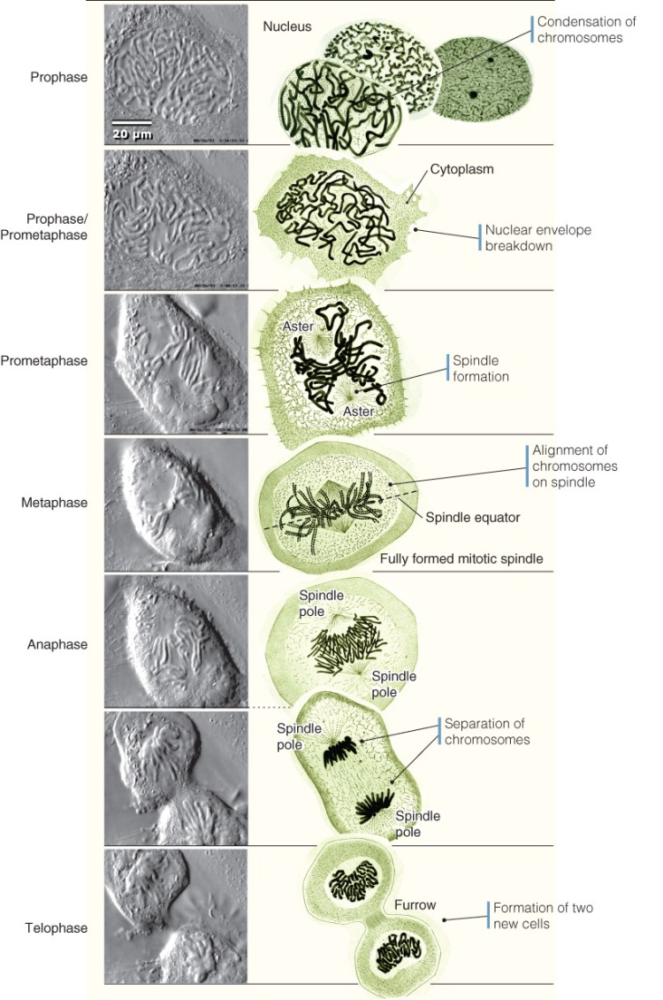 Nucleus
Condensation of
chromosomes
Prophase
20 µm
Cytoplasm
Prophase/
Prometaphase
Nuclear envelope
breakdown
Aster
Prometaphase
Spindle
formation
Aster
Alignment of
chromosomes
on spindle
Metaphase
Spindle equator
Fully formed mitotic spindle
Spindle
pole
Anaphase
Spindle
pole
Spindle
pole
Separation of
chromosomes
Spindle
pole
Furrow
Formation of two
new cells
Telophase